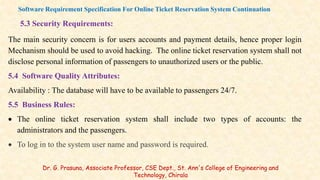 Software Requirement Specification For Online Ticket Reservation System Continuation
5.3 Security Requirements:
The main security concern is for users accounts and payment details, hence proper login
Mechanism should be used to avoid hacking. The online ticket reservation system shall not
disclose personal information of passengers to unauthorized users or the public.
5.4 Software Quality Attributes:
Availability : The database will have to be available to passengers 24/7.
5.5 Business Rules:
• The online ticket reservation system shall include two types of accounts: the
administrators and the passengers.
• To log in to the system user name and password is required.
Dr. G. Prasuna, Associate Professor, CSE Dept., St. Ann's College of Engineering and
Technology, Chirala